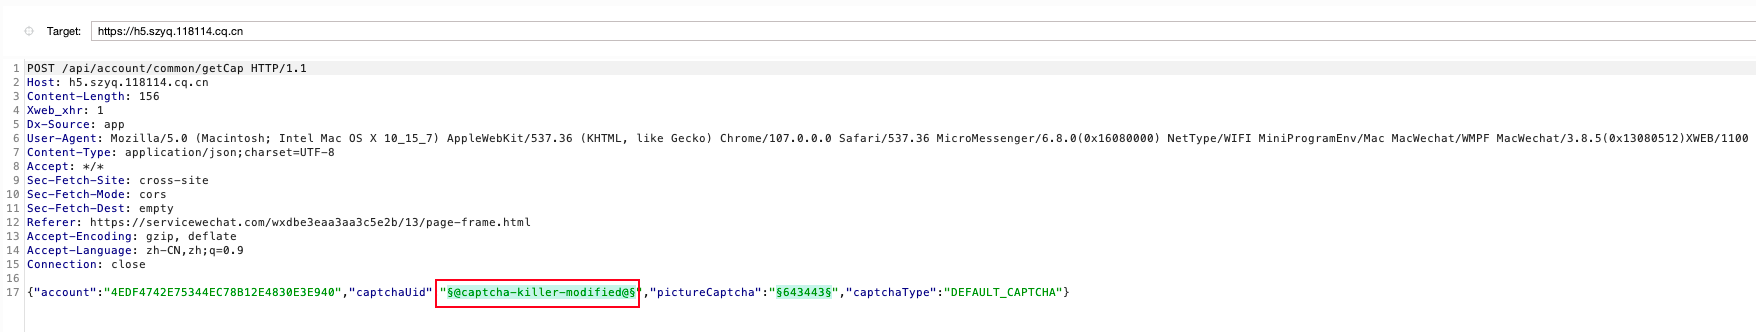 Target: https://h5.szyq.118114.cq.cn
1 POST /api/account/common/getCap HTTP/1.1
2 Host: h5.szyq.118114.cq.cn
3 Content-Length: 156
4 Xweb_xhr: 1
5 Dx-Source: app
6 User-Agent: Mozilla/5.0 (Macintosh; Intel Mac OS X 10_15_7) AppleWebKit/537.36 (KHTML, like Gecko) Chrome/107.0.0.0 Safari/537.36 MicroMessenger/6.8.0(0x16080000) NetType/WIFI MiniProgramEnv/Mac MacWechat/WMPF MacWechat/3.8.5(0x13080512)XWEB/1100
7 Content-Type: application/json;charset=UTF-8
8 Accept: */*
9 Sec-Fetch-Site: cross-site
10 Sec-Fetch-Mode: cors
11 Sec-Fetch-Dest: empty
12 Referer: https://servicewechat.com/wxdbe3eaa3aa3c5e2b/13/page-frame.html
13 Accept-Encoding: gzip, deflate
14 Accept-Language: zh-CN,zh;q=0.9
15 Connection: close
16
17 {"account":"4EDF4742E75344EC78B12E4830E3E940","captchaUid" "§@captcha-killer-modified@§","pictureCaptcha":"§643443§","captchaType":"DEFAULT_CAPTCHA"}